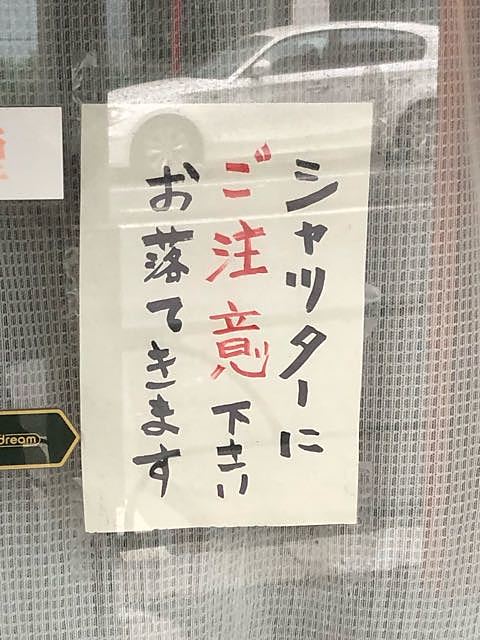 シャッターに
ご注意下さい
お落てきます
dream